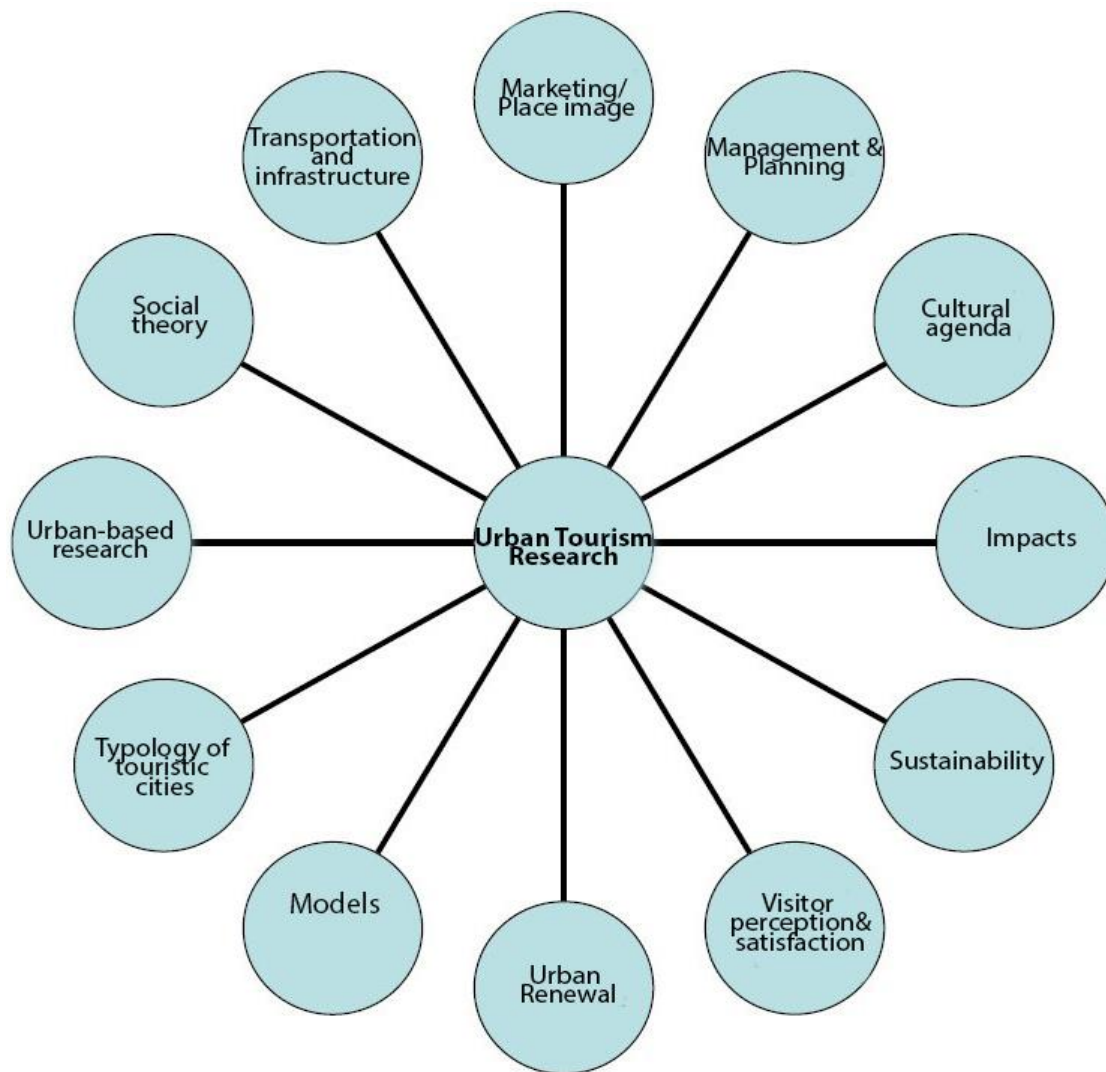 Marketing/
Place image
Management &
Planning
Cultural
agenda
Impacts
Sustainability
Visitor
perception&
satisfaction
Urban
Renewal
Models
Typology of
touristic
cities
Urban-based
research
Social
theory
Transportation
and
infrastructure
Urban Tourism
Research